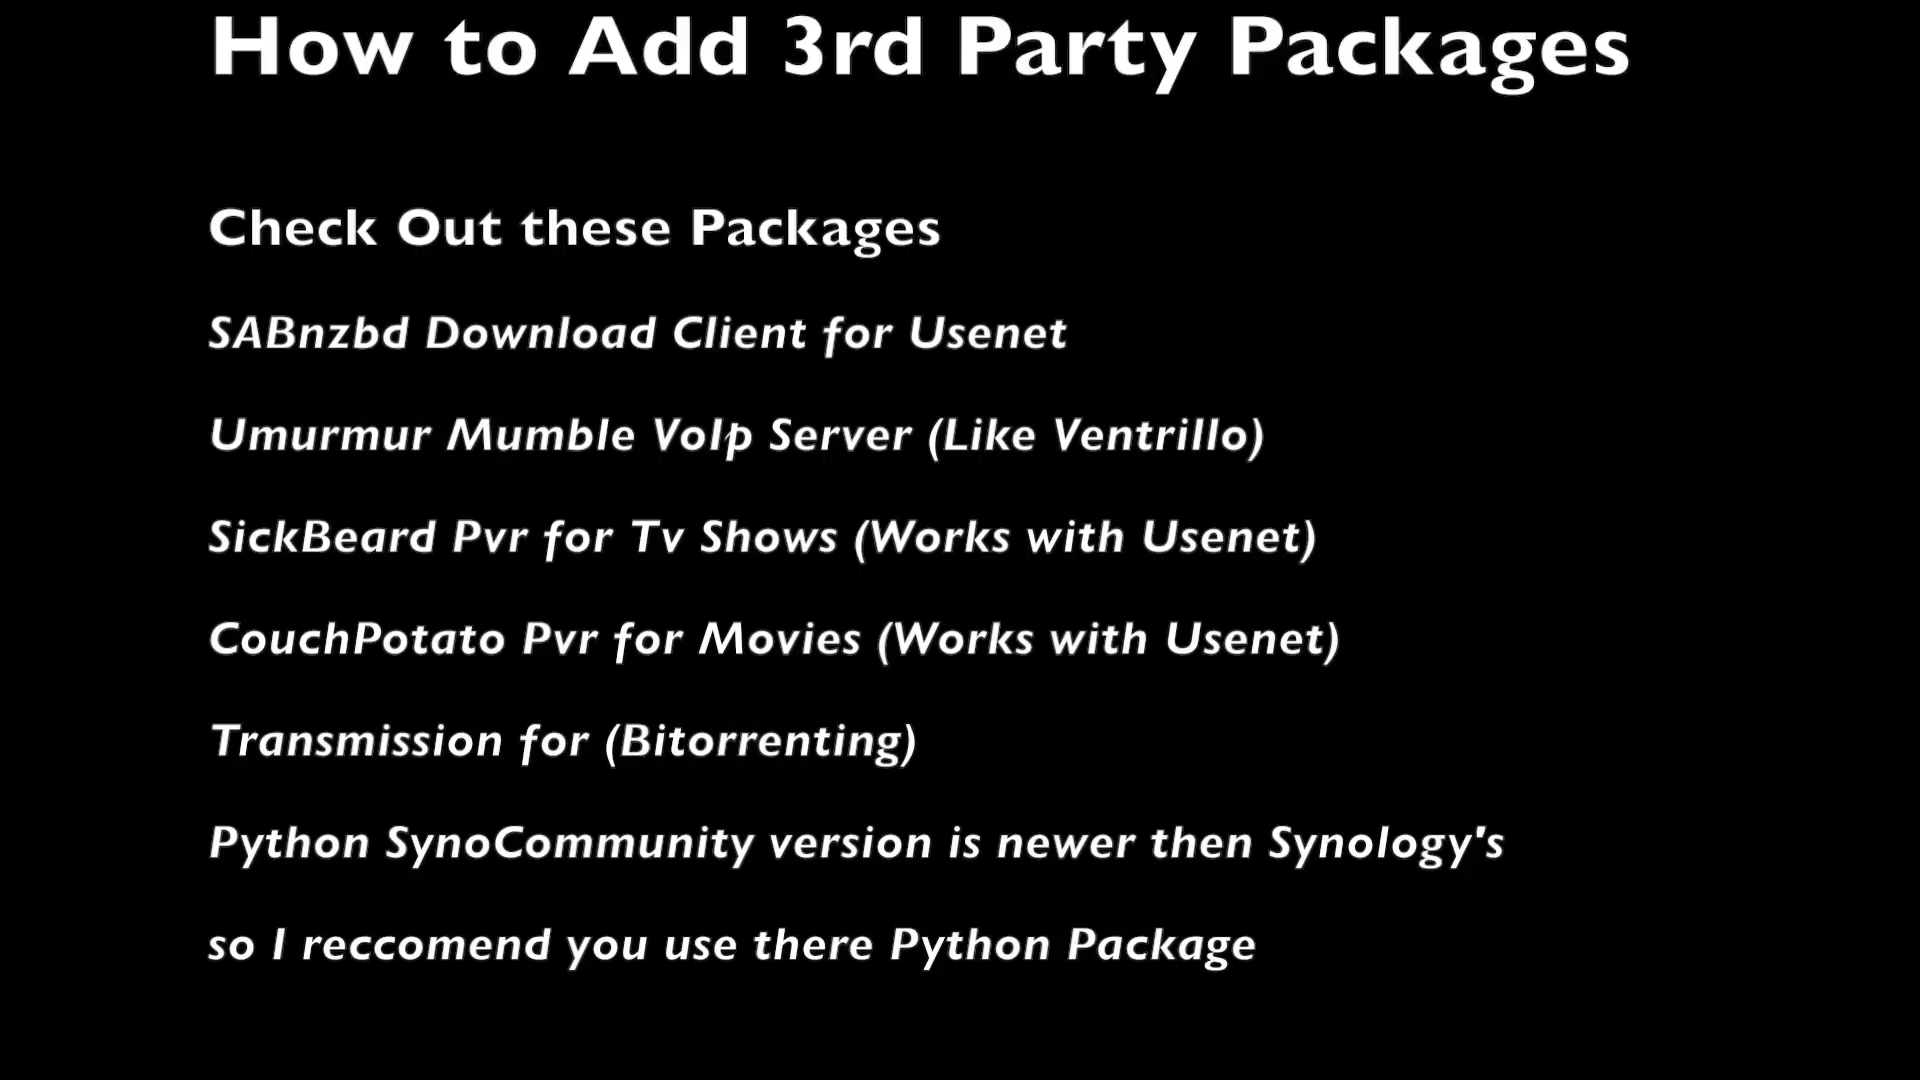 How to Add 3rd Party Packages
Check Out these Packages
SABnzbd Download Client for Usenet
Umurmur Mumble VoIp Server (Like Ventrillo)
SickBeard Pvr for Tv Shows (Works with Usenet)
CouchPotato Pvr for Movies (Works with Usenet)
Transmission for (Bitorrenting)
Python SynoCommunity version is newer then Synology's
so I reccomend you use there Python Package